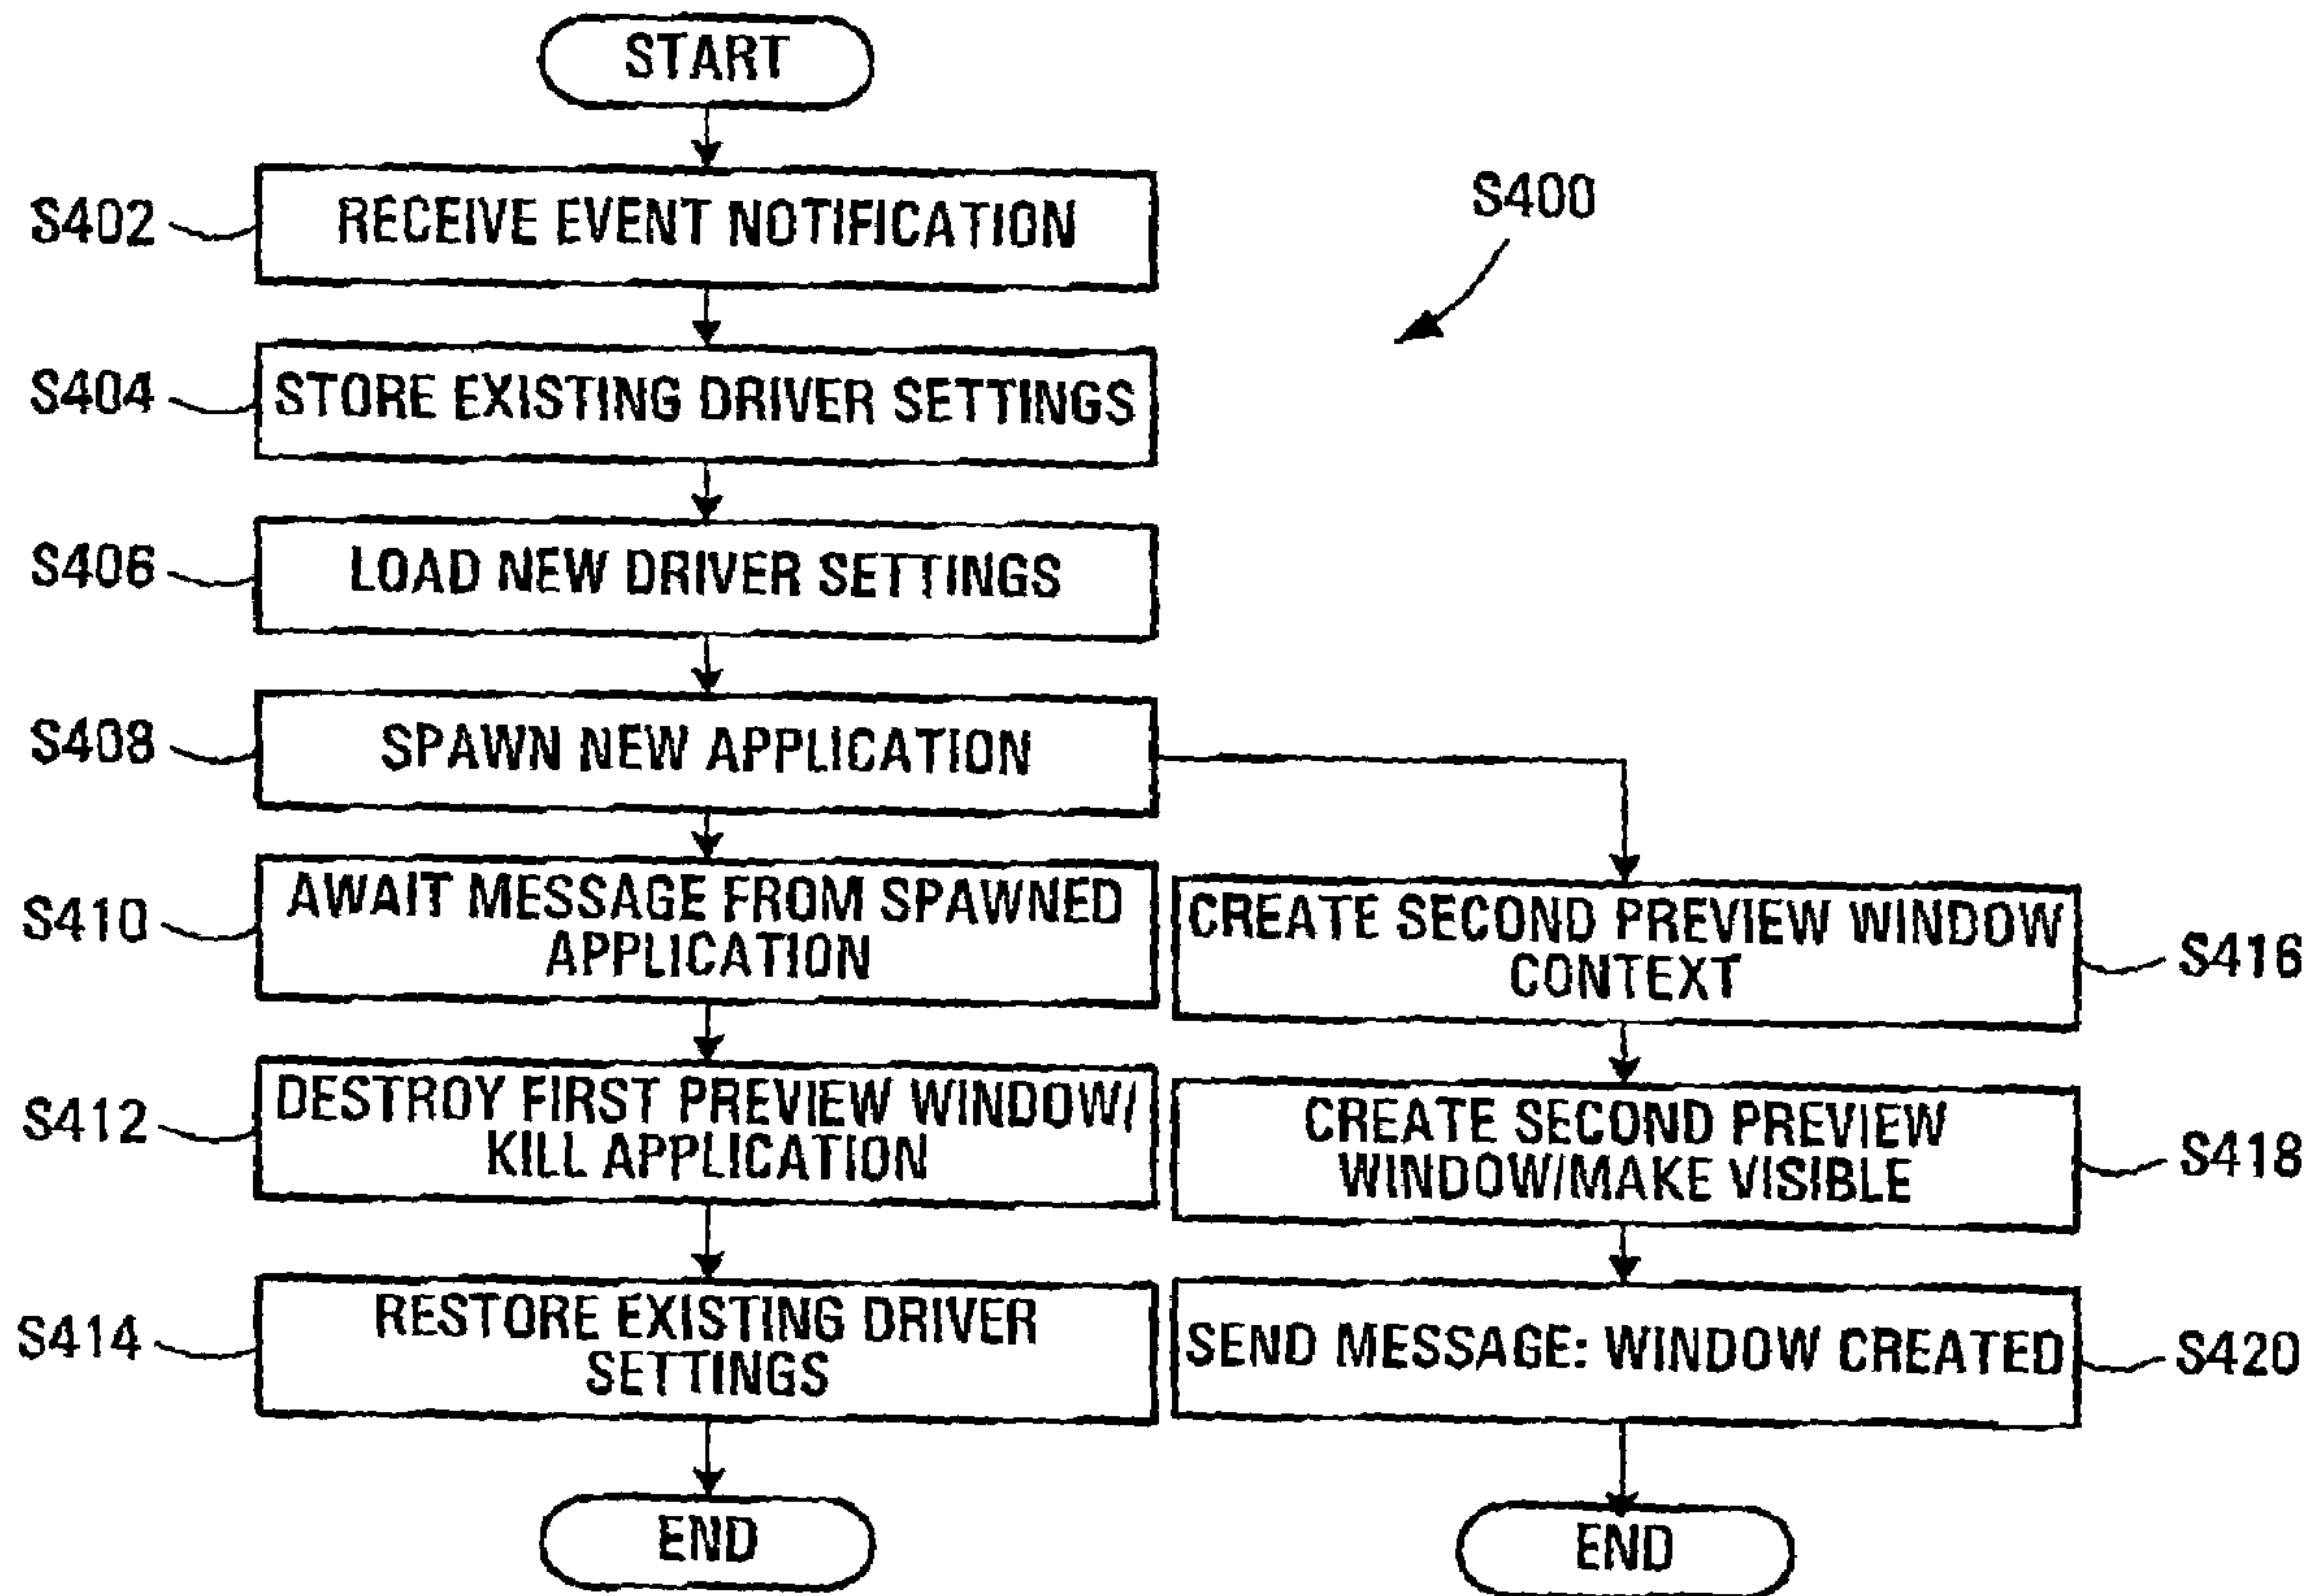 START
S400
S402
RECEIVE EVENT NOTIFICATION
S404
STORE EXISTING DRIVER SETTINGS
S406
LOAD NEW DRIVER SETTINGS
S408
SPAWN NEW APPLICATION
S410
AWAIT MESSAGE FROM SPAWNED
APPLICATION
S412
DESTROY FIRST PREVIEW WINDOW/
KILL APPLICATION
S414
RESTORE EXISTING DRIVER
SETTINGS
END
CREATE SECOND PREVIEW WINDOW
CONTEXT
S416
CREATE SECOND PREVIEW
WINDOW/MAKE VISIBLE
S418
SEND MESSAGE: WINDOW CREATED
S420
END